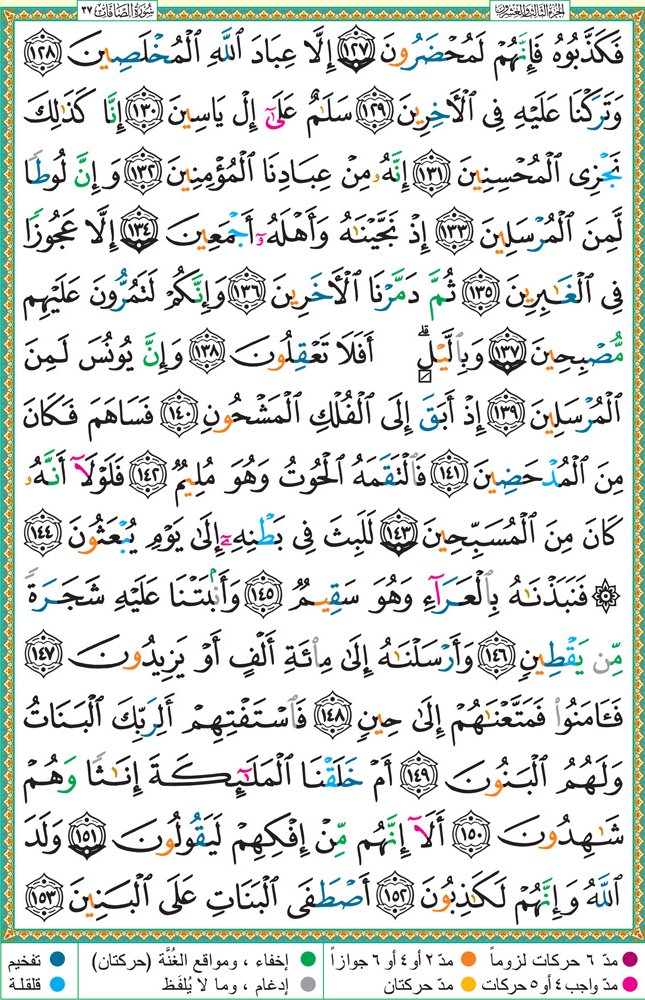 الجزء الثالث والعشرون سورة الصافات ٣٧
فَكَذَّبُوهُ فَإِنَّهُمْ لَمُحْضَرُونَ ١٢٧ إِلَّا عِبَادَ ٱللَّهِ ٱلْمُخْلَصِينَ ١٢٨
وَتَرَكْنَا عَلَيْهِ فِى ٱلْـَٔاخِرِينَ ١٢٩ سَلَـٰمٌ عَلَىٰٓ إِلْ يَاسِينَ ١٣٠ إِنَّا كَذَٰلِكَ
نَجْزِى ٱلْمُحْسِنِينَ ١٣١ إِنَّهُۥ مِنْ عِبَادِنَا ٱلْمُؤْمِنِينَ ١٣٢ وَإِنَّ لُوطًا
لَّمِنَ ٱلْمُرْسَلِينَ ١٣٣ إِذْ نَجَّيْنَـٰهُ وَأَهْلَهُۥٓ أَجْمَعِينَ ١٣٤ إِلَّا عَجُوزًا
فِى ٱلْغَـٰبِرِينَ ١٣٥ ثُمَّ دَمَّرْنَا ٱلْـَٔاخَرِينَ ١٣٦ وَإِنَّكُمْ لَتَمُرُّونَ عَلَيْهِم
مُّصْبِحِينَ ١٣٧ وَبِٱلَّيْلِ ۗ أَفَلَا تَعْقِلُونَ ١٣٨ وَإِنَّ يُونُسَ لَمِنَ
ٱلْمُرْسَلِينَ ١٣٩ إِذْ أَبَقَ إِلَى ٱلْفُلْكِ ٱلْمَشْحُونِ ١٤٠ فَسَاهَمَ فَكَانَ
مِنَ ٱلْمُدْحَضِينَ ١٤١ فَٱلْتَقَمَهُ ٱلْحُوتُ وَهُوَ مُلِيمٌ ١٤٢ فَلَوْلَآ أَنَّهُۥ
كَانَ مِنَ ٱلْمُسَبِّحِينَ ١٤٣ لَلَبِثَ فِى بَطْنِهِۦٓ إِلَىٰ يَوْمِ يُبْعَثُونَ ١٤٤
۞ فَنَبَذْنَـٰهُ بِٱلْعَرَآءِ وَهُوَ سَقِيمٌ ١٤٥ وَأَنۢبَتْنَا عَلَيْهِ شَجَرَةً
مِّن يَقْطِينٍ ١٤٦ وَأَرْسَلْنَـٰهُ إِلَىٰ مِا۟ئَةِ أَلْفٍ أَوْ يَزِيدُونَ ١٤٧
فَـَٔامَنُوا۟ فَمَتَّعْنَـٰهُمْ إِلَىٰ حِينٍ ١٤٨ فَٱسْتَفْتِهِمْ أَلِرَبِّكَ ٱلْبَنَاتُ
وَلَهُمُ ٱلْبَنُونَ ١٤٩ أَمْ خَلَقْنَا ٱلْمَلَـٰٓئِكَةَ إِنَـٰثًا وَهُمْ
شَـٰهِدُونَ ١٥٠ أَلَآ إِنَّهُم مِّنْ إِفْكِهِمْ لَيَقُولُونَ ١٥١ وَلَدَ
ٱللَّهُ وَإِنَّهُمْ لَكَـٰذِبُونَ ١٥٢ أَصْطَفَى ٱلْبَنَاتِ عَلَى ٱلْبَنِينَ ١٥٣
مدّ ٦ حركات لزوماً مدّ ٢ أو ٤ أو ٦ جوازاً إخفاء، ومواقع الغُنَّة (حركتان) تفخيم
مدّ واجب ٤ أو ٥ حركات مدّ حركتان إدغام، وما لا يُلفَظ قلقلة